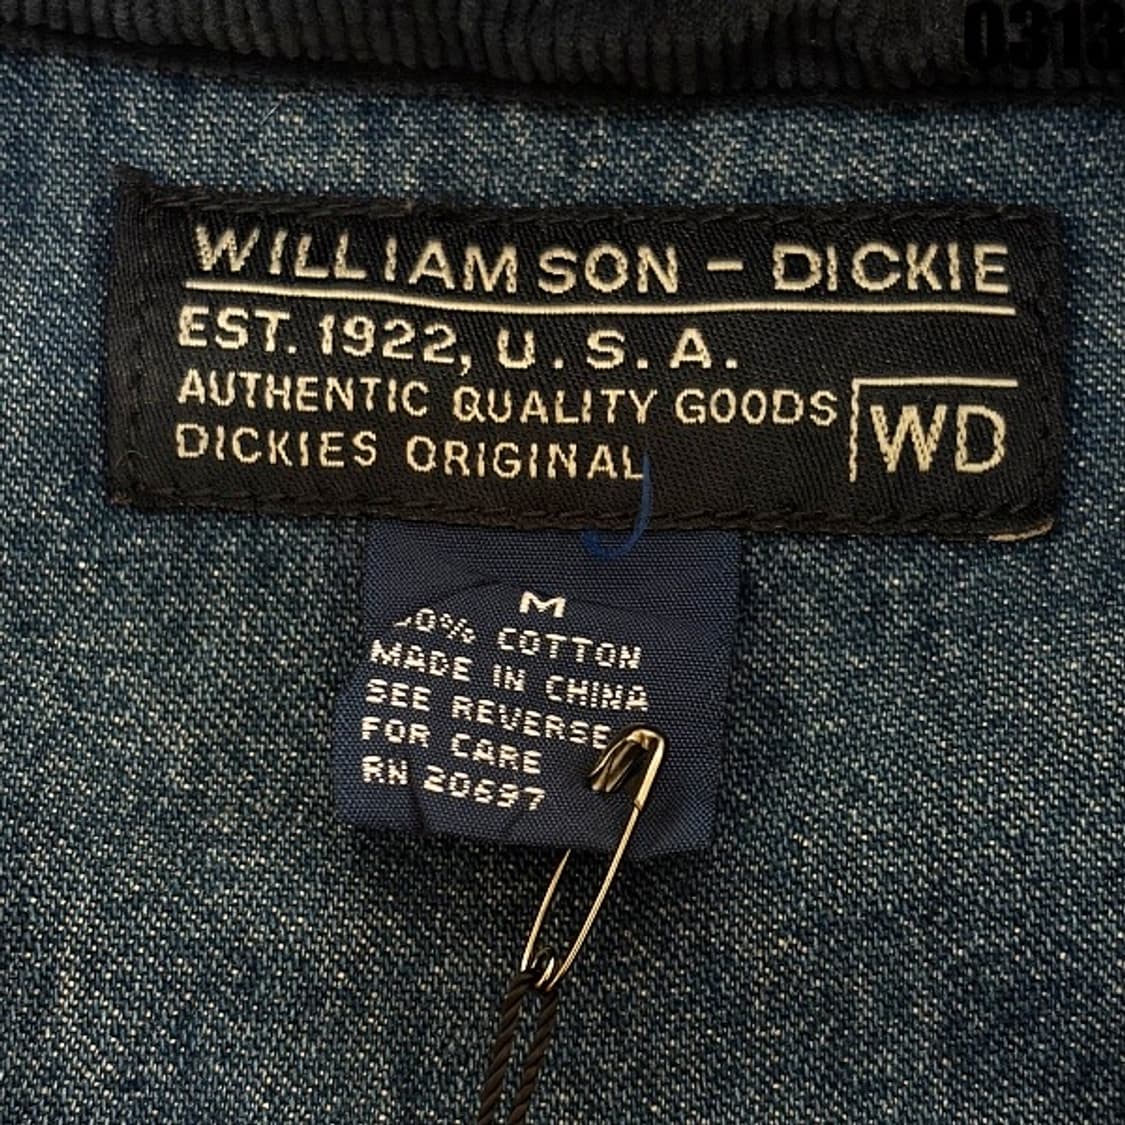 0313
WILLIAMSON - DICKIE
EST. 1922, U.S.A.
AUTHENTIC QUALITY GOODS
DICKIES ORIGINAL
WD
M
COTTON
MADE IN CHINA
SEE REVERSE
FOR CARE
RN 20697